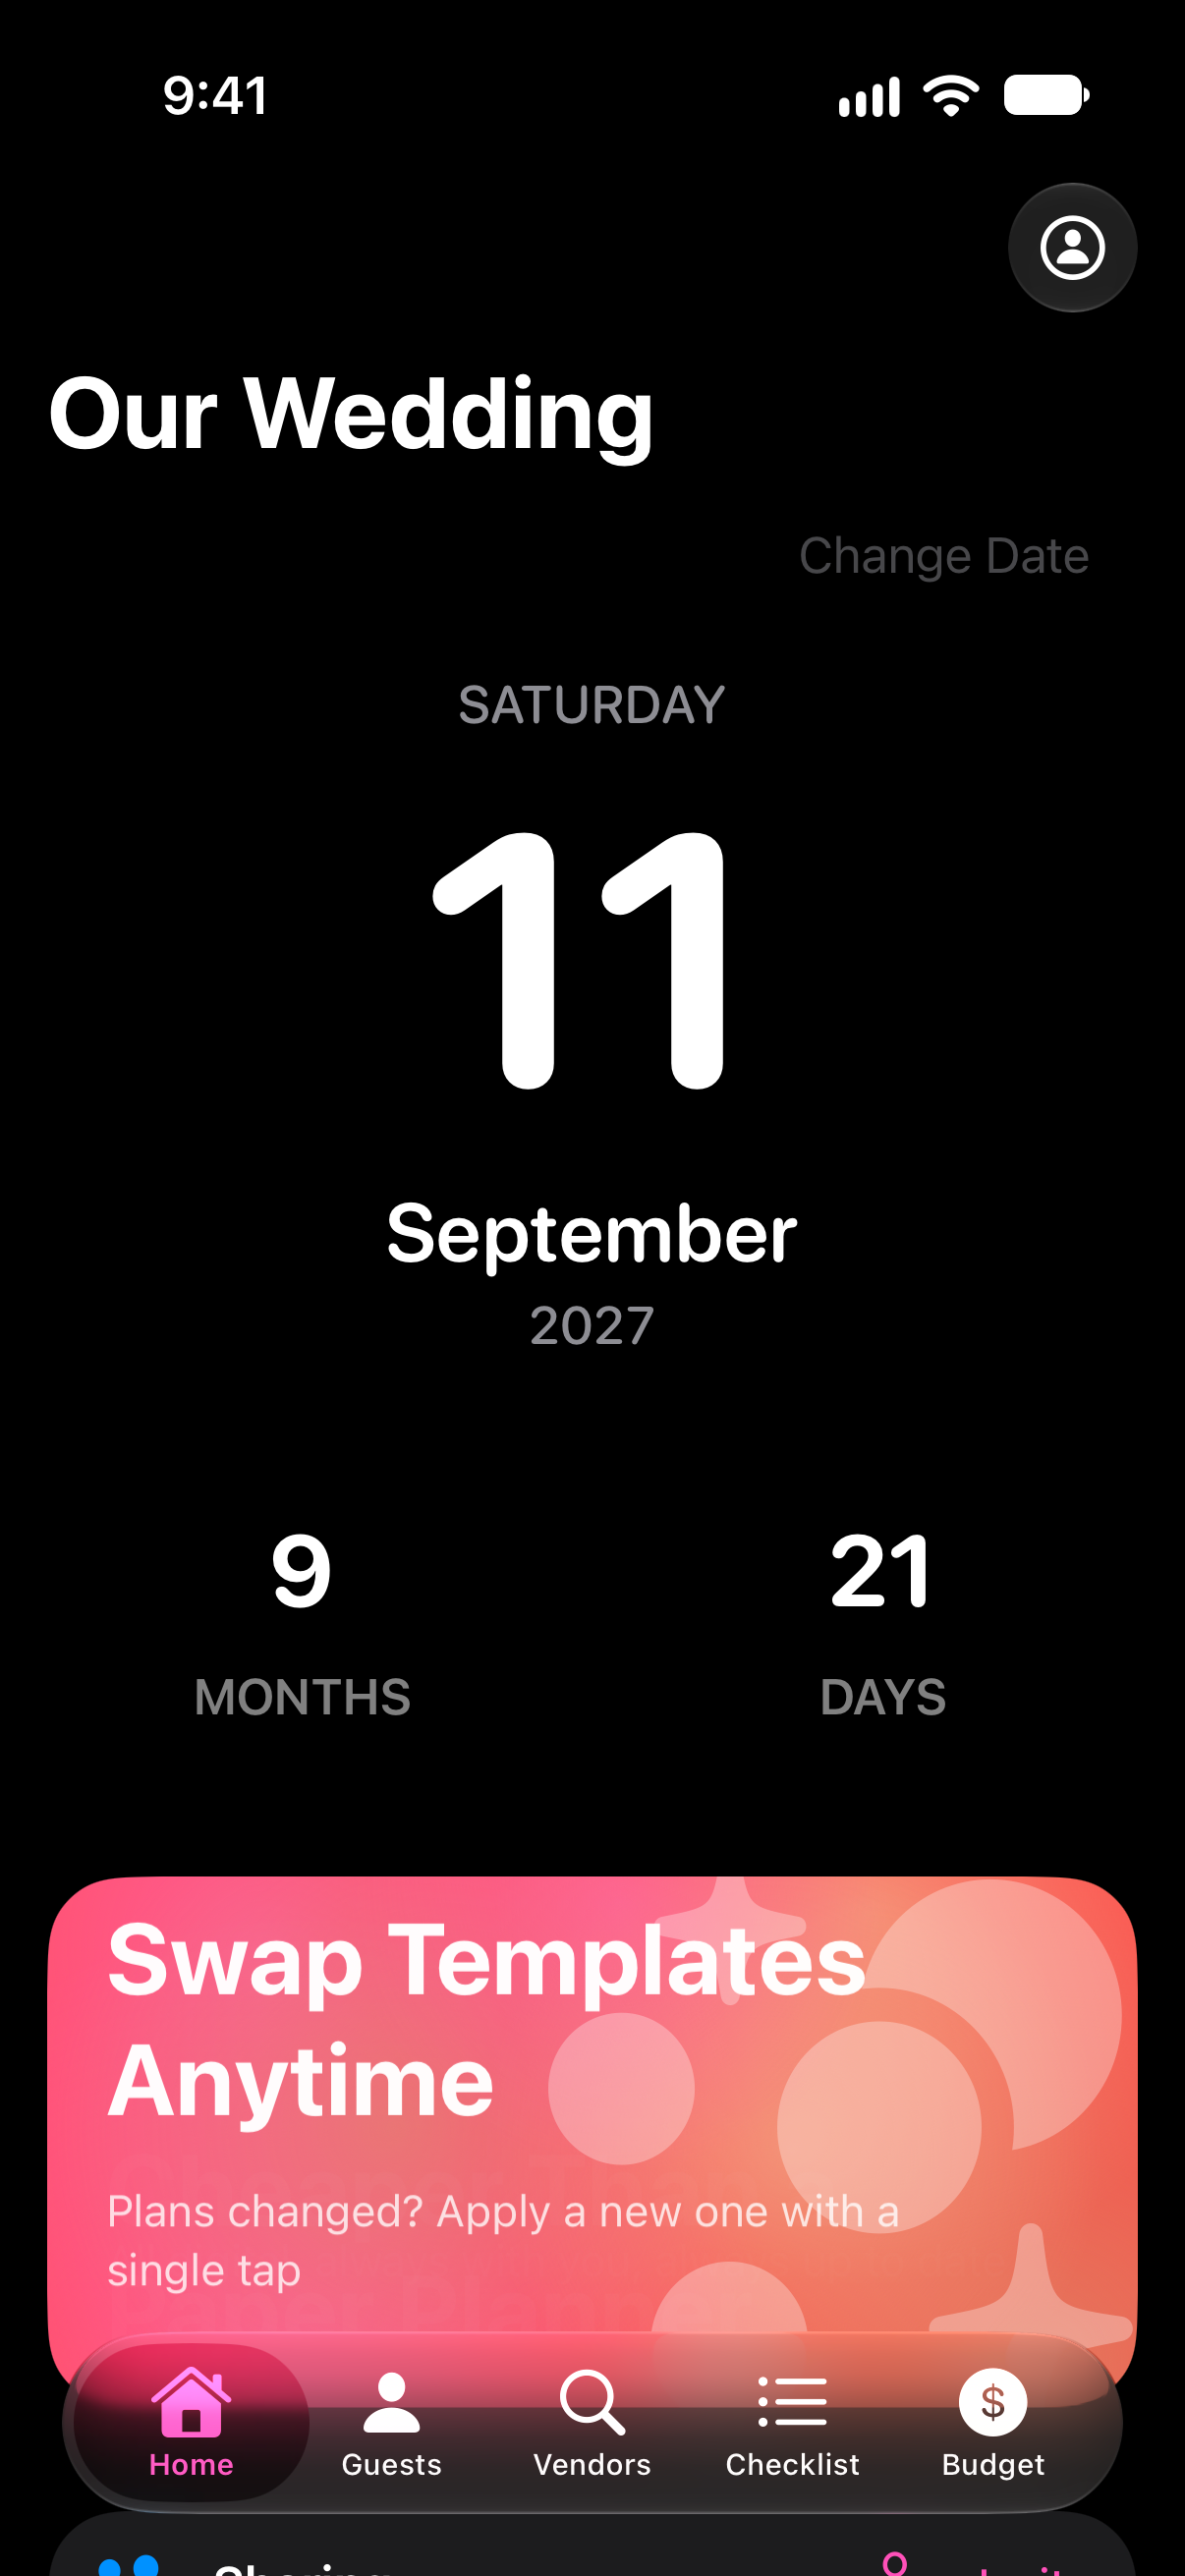 9:41
Our Wedding
Change Date
SATURDAY
11
September
2027
9
21
MONTHS
DAYS
Swap Templates
Anytime
Plans changed? Apply a new one with a
single tap
$
Home
Guests
Vendors
Checklist
Budget
Sharing